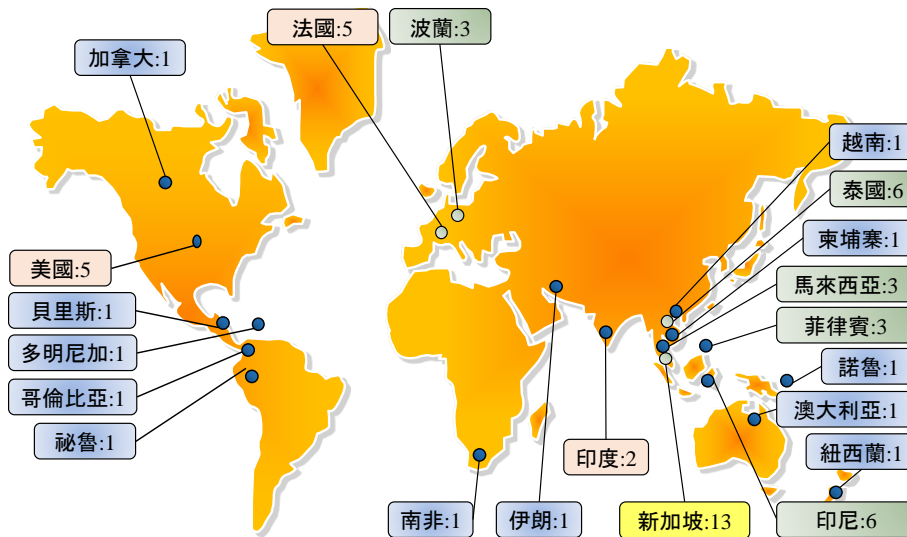 法國:5
波蘭:3
加拿大:1
越南:1
泰國:6
柬埔寨:1
美國:5
馬來西亞:3
貝里斯:1
菲律賓:3
多明尼加:1
諾魯:1
哥倫比亞:1
澳大利亞:1
祕魯:1
紐西蘭:1
印度:2
南非:1
伊朗:1
新加坡:13
印尼:6